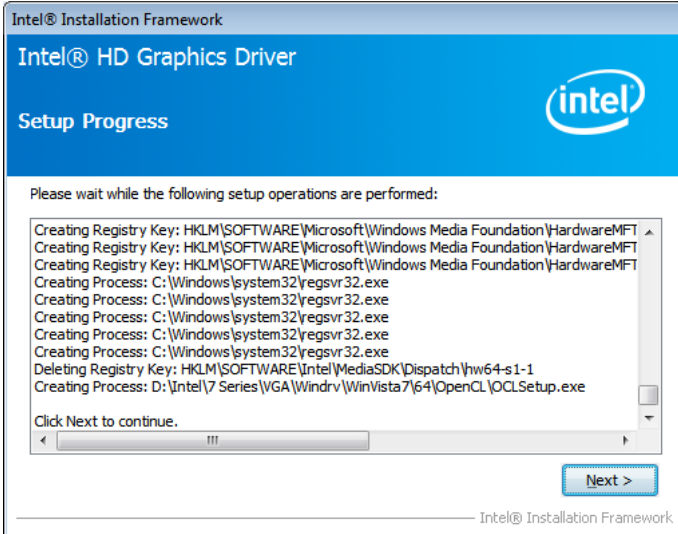 Intel® Installation Framework
Intel® HD Graphics Driver
intel
Setup Progress
Please wait while the following setup operations are performed:
Creating Registry Key: HKLM\SOFTWARE\Microsoft\Windows Media Foundation\HardwareMFT
Creating Registry Key: HKLM\SOFTWARE\Microsoft\Windows Media Foundation\HardwareMFT
Creating Registry Key: HKLM\SOFTWARE\Microsoft\Windows Media Foundation\HardwareMFT
Creating Process: C:\Windows\system32\regsvr32.exe
Creating Process: C:\Windows\system32\regsvr32.exe
Creating Process: C:\Windows\system32\regsvr32.exe
Creating Process: C:\Windows\system32\regsvr32.exe
Creating Process: C:\Windows\system32\regsvr32.exe
Deleting Registry Key: HKLM\SOFTWARE\Intel\MediaSDK\Dispatch\hw64-s1-1
Creating Process: D:\Intel\7 Series\VGA\Windrv\WinVista7\64\OpenCL\OCLSetup.exe
Click Next to continue.
Next >
Intel® Installation Framework